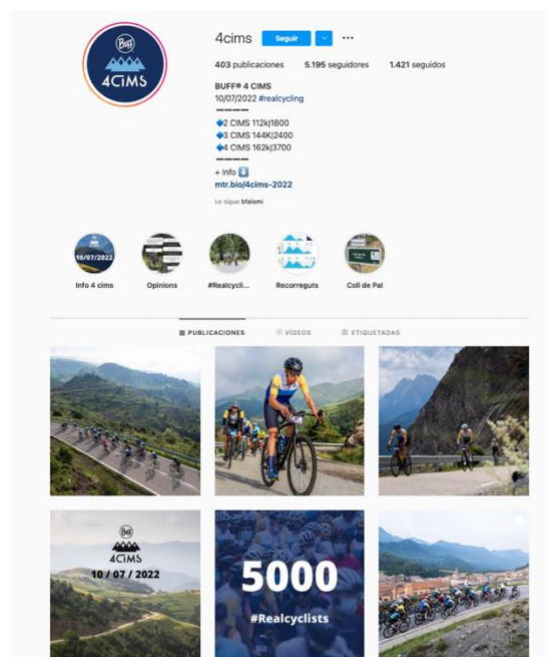 4cims Seguir
403 publicaciones 5.195 seguidores 1.421 seguidos
BUFF® 4 CIMS
10/07/2022 #realcycling
—————
🔹2 CIMS 112k|1800
🔹3 CIMS 144K|2400
🔹4 CIMS 162k|3700
—————
+ Info ⬇️
mtr.bio/4cims-2022
Le sigue bfalomi
Buff
4CiMS
10/07/2022
Info 4 cims Opinions #Realcycli... Recorreguts Coll de Pal
PUBLICACIONES VÍDEOS ETIQUETADAS
Buff
4CiMS
10 / 07 / 2022
5000
#Realcyclists